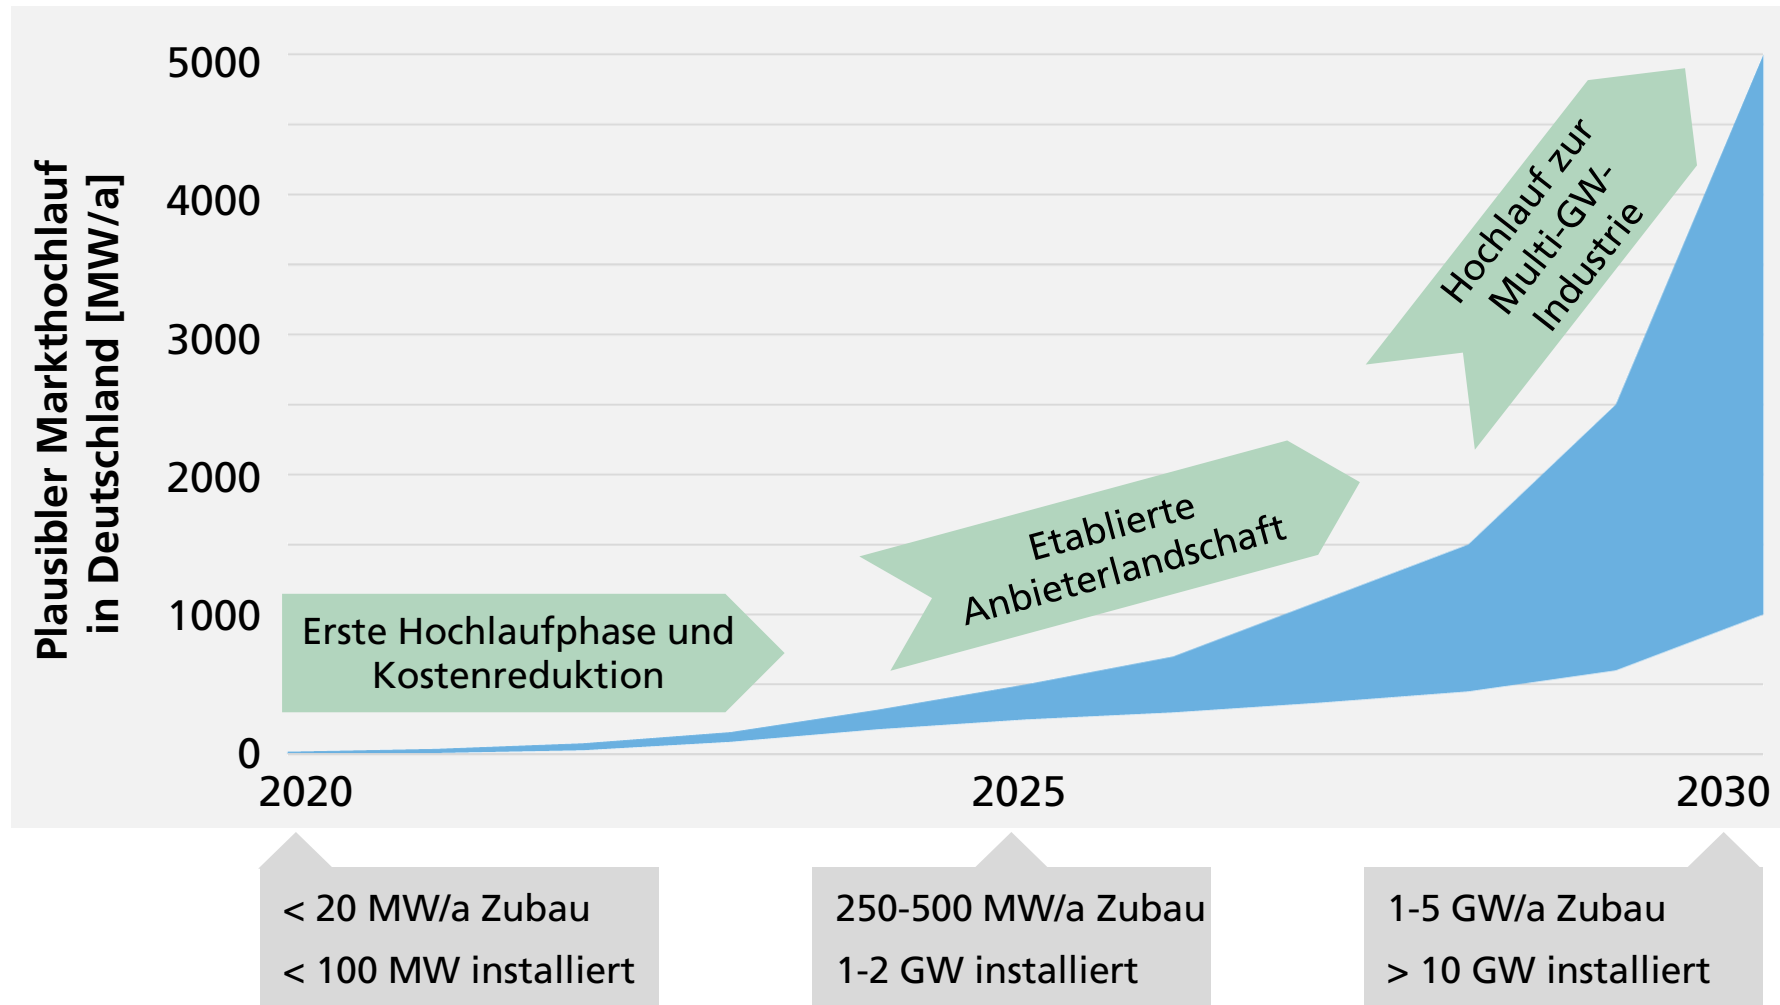 Plausibler Markthochlauf
in Deutschland [MW/a]
5000
4000
3000
2000
1000
0
Erste Hochlaufphase und
Kostenreduktion
Etablierte
Anbieterlandschaft
Hochlauf zur
Multi-GW-
Industrie
2020
2025
2030
< 20 MW/a Zubau
< 100 MW installiert
250-500 MW/a Zubau
1-2 GW installiert
1-5 GW/a Zubau
> 10 GW installiert